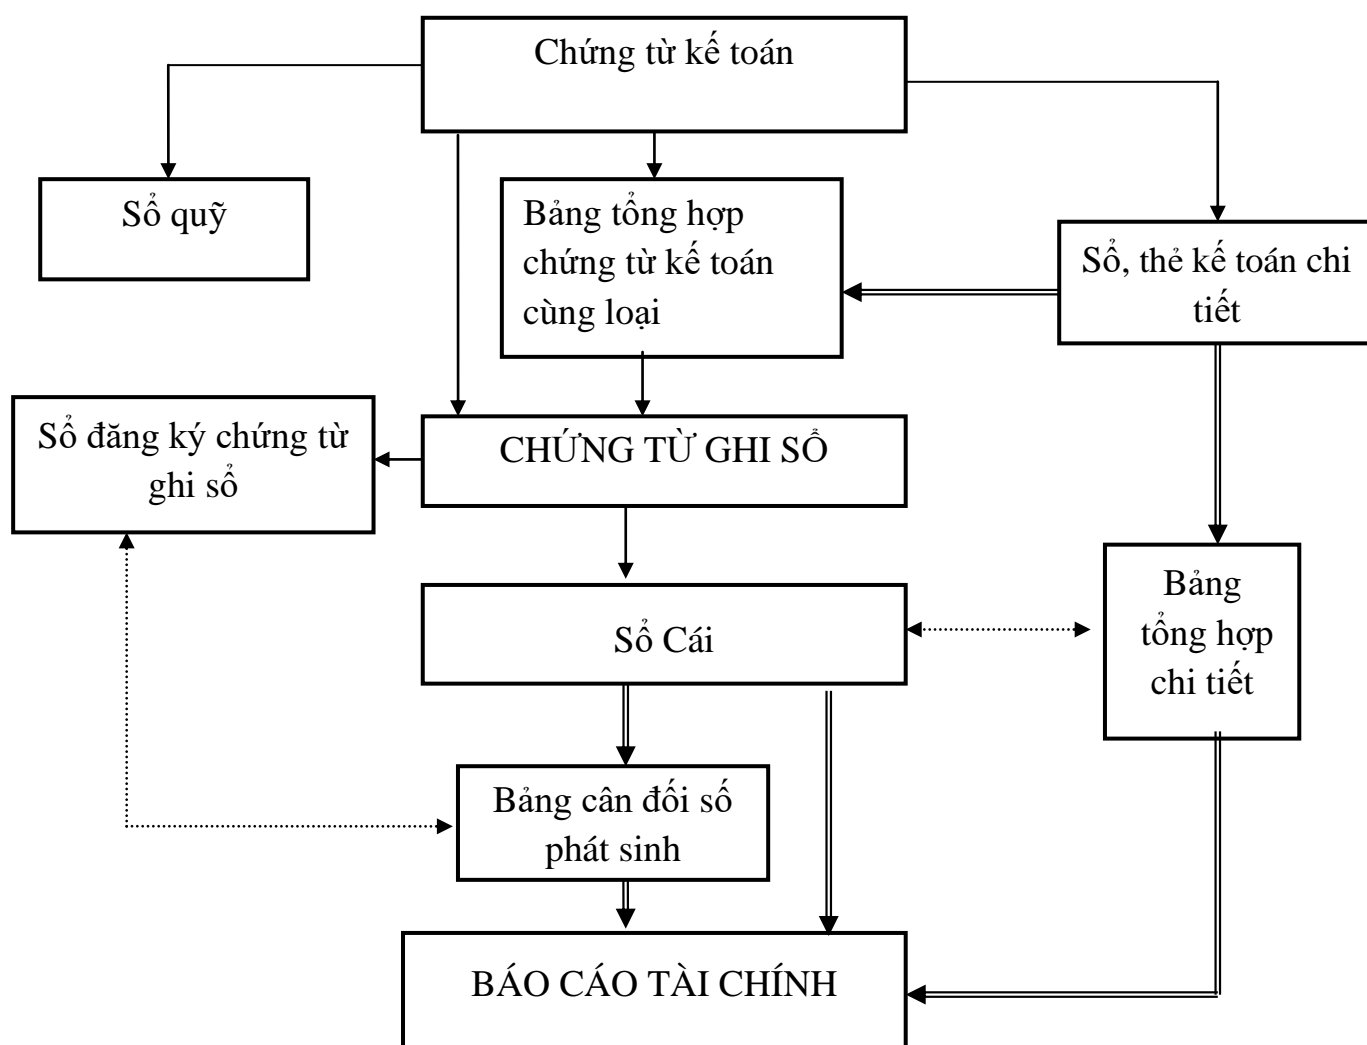 Chứng từ kế toán
Sổ quỹ
Bảng tổng hợp
chứng từ kế toán
cùng loại
Sổ, thẻ kế toán chi
tiết
Sổ đăng ký chứng từ
ghi sổ
CHỨNG TỪ GHI SỔ
Sổ Cái
Bảng
tổng hợp
chi tiết
Bảng cân đối số
phát sinh
BÁO CÁO TÀI CHÍNH